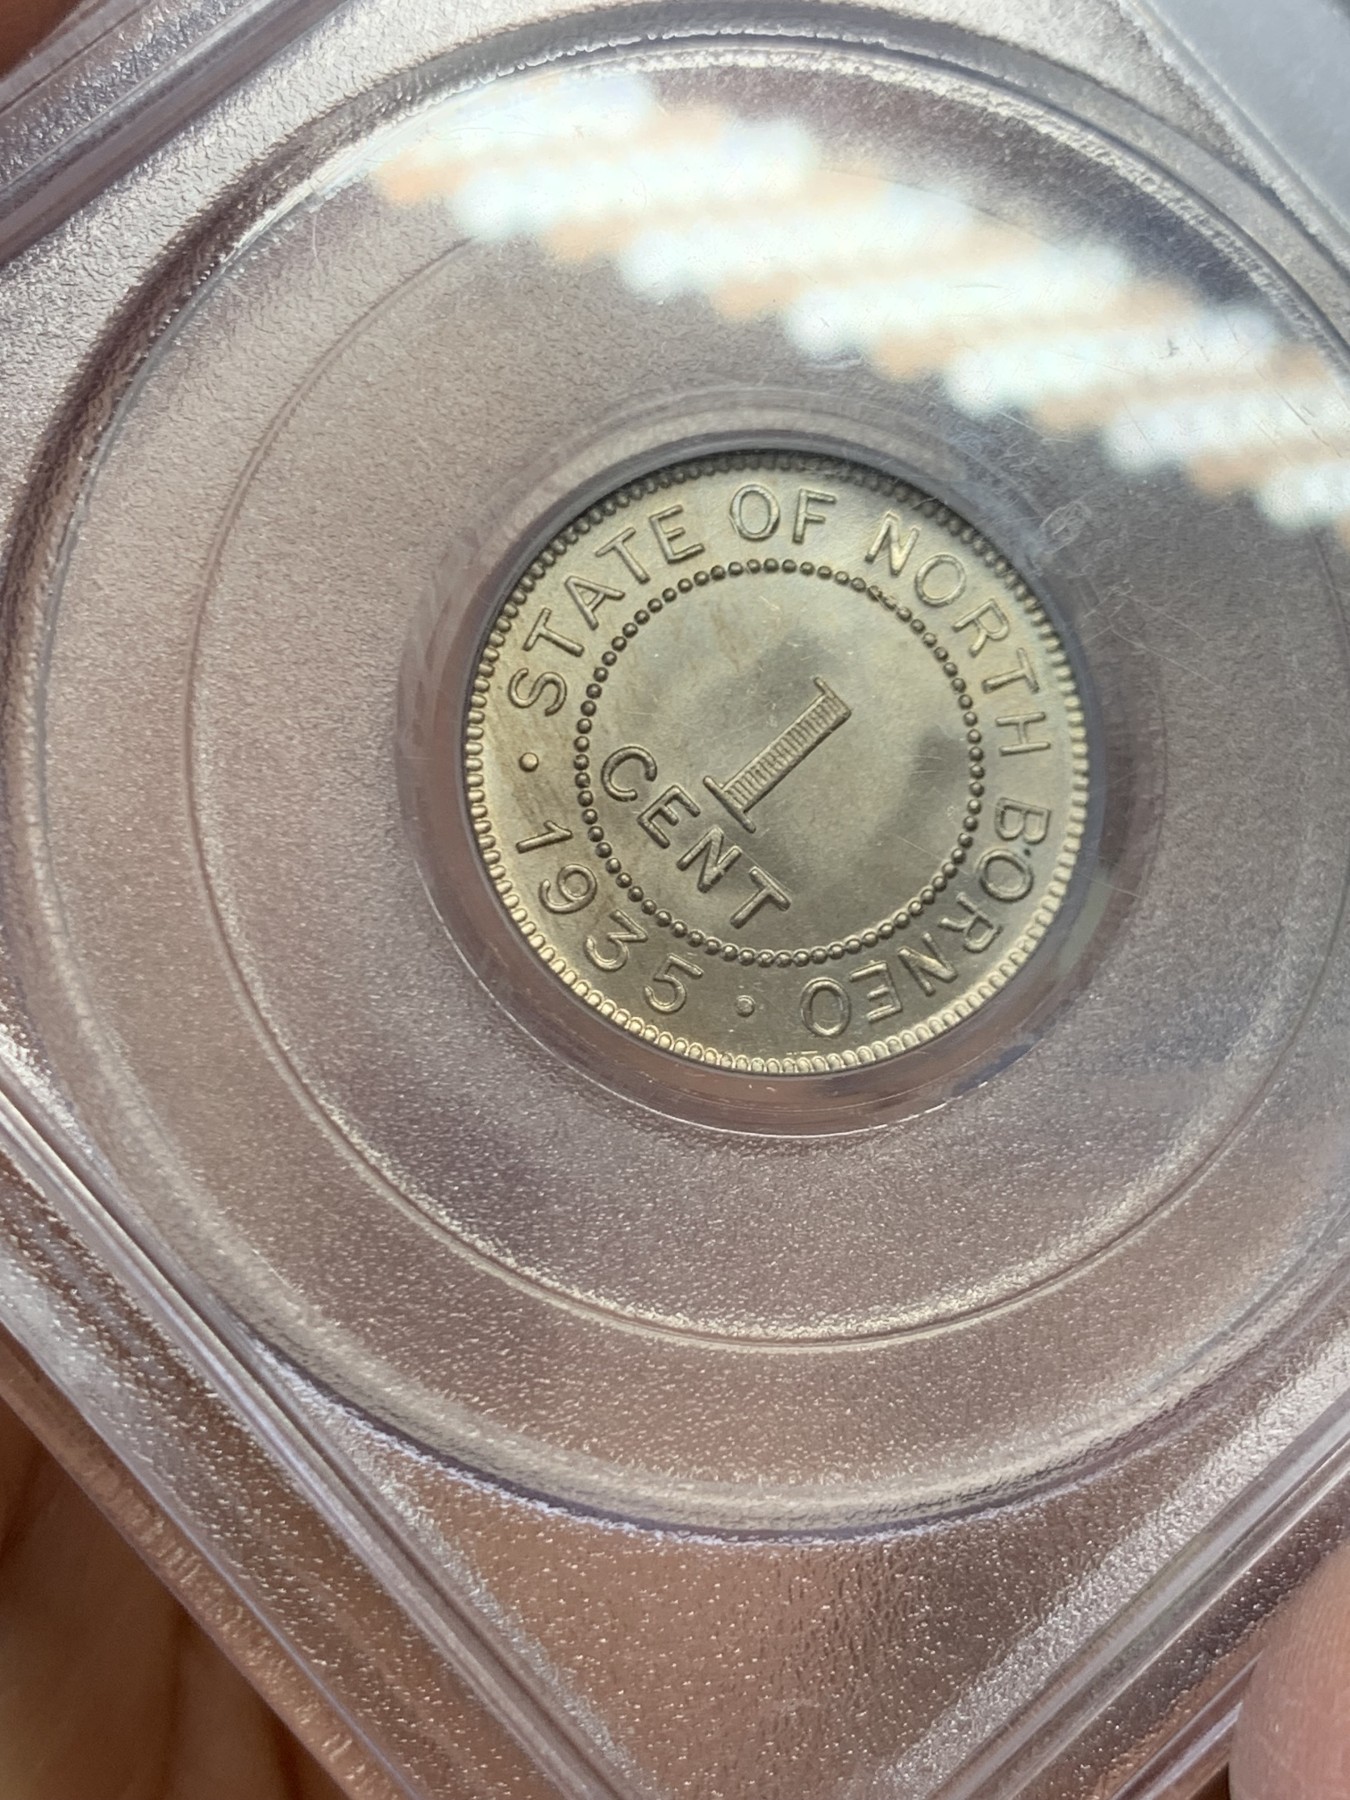 STATE OF NORTH BORNEO
· 1935 ·
1
CENT